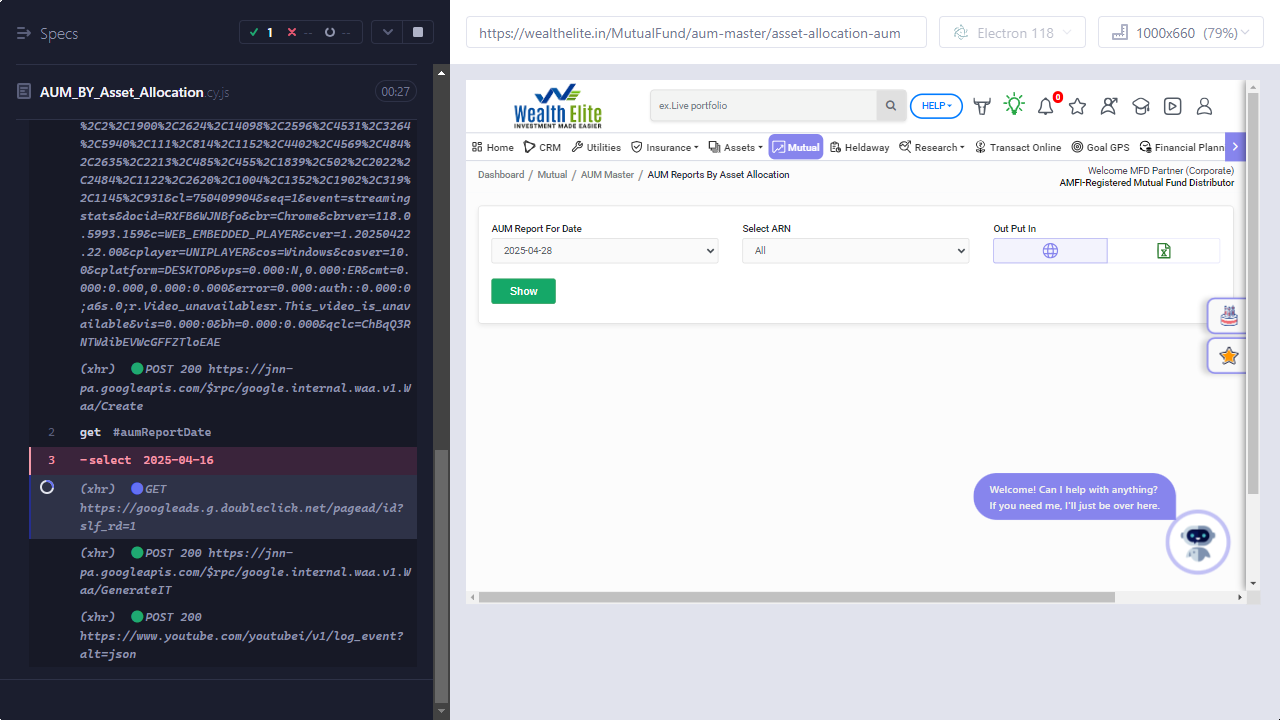 Specs
1
--
--
https://wealthelite.in/MutualFund/aum-master/asset-allocation-aum
Electron 118
1000x660 (79%)
AUM_BY_Asset_Allocation.cy.js
00:27
%2C2%2C1900%2C2624%2C14098%2C2596%2C4531%2C3264
%2C5940%2C111%2C814%2C1152%2C4402%2C4569%2C484%
2C2635%2C2213%2C485%2C455%2C1839%2C502%2C2022%2
C2484%2C1122%2C2620%2C1004%2C1352%2C1902%2C319%
2C1145%2C931&cl=750409904&seq=1&event=streaming
stats&docid=RXFB6WJNBfo&cbr=Chrome&cbrver=118.0
.5993.159&c=WEB_EMBEDDED_PLAYER&cver=1.20250422
.22.00&cplayer=UNIPLAYER&cos=Windows&cosver=10.
0&cplatform=DESKTOP&vps=0.000:N,0.000:ER&cmt=0.
000:0.000,0.000:0.000&error=0.000:auth::0.000:0
;a6s.0;r.Video_unavailablesr.This_video_is_unav
ailable&vis=0.000:0&bh=0.000:0.000&qclc=ChBqQ3R
NTWdibEVWcGFFZTloEAE
(xhr) POST 200 https://jnn-
pa.googleapis.com/$rpc/google.internal.waa.v1.W
aa/Create
2 get #aumReportDate
3 -select 2025-04-16
(xhr) GET
https://googleads.g.doubleclick.net/pagead/id?
slf_rd=1
(xhr) POST 200 https://jnn-
pa.googleapis.com/$rpc/google.internal.waa.v1.W
aa/GenerateIT
(xhr) POST 200
https://www.youtube.com/youtubei/v1/log_event?
alt=json
Wealth Elite
INVESTMENT MADE EASIER
ex.Live portfolio
HELP
0
Home CRM Utilities Insurance Assets Mutual Heldaway Research Transact Online Goal GPS Financial Plann
Dashboard / Mutual / AUM Master / AUM Reports By Asset Allocation
Welcome MFD Partner (Corporate)
AMFI-Registered Mutual Fund Distributor
AUM Report For Date
Select ARN
Out Put In
2025-04-28
All
Show
Welcome! Can I help with anything?
If you need me, I'll just be over here.